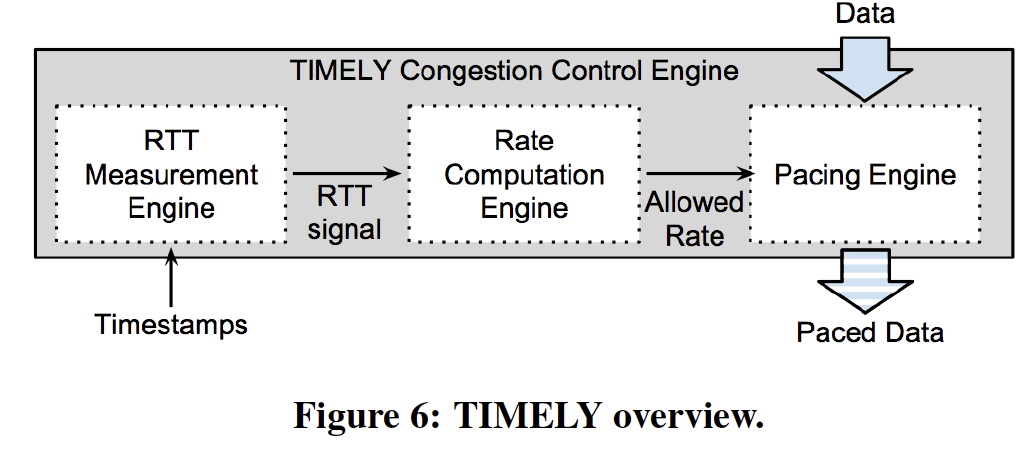 Data
TIMELY Congestion Control Engine
RTT
Measurement
Engine
RTT
signal
Rate
Computation
Engine
Allowed
Rate
Pacing Engine
Timestamps
Paced Data
Figure 6: TIMELY overview.